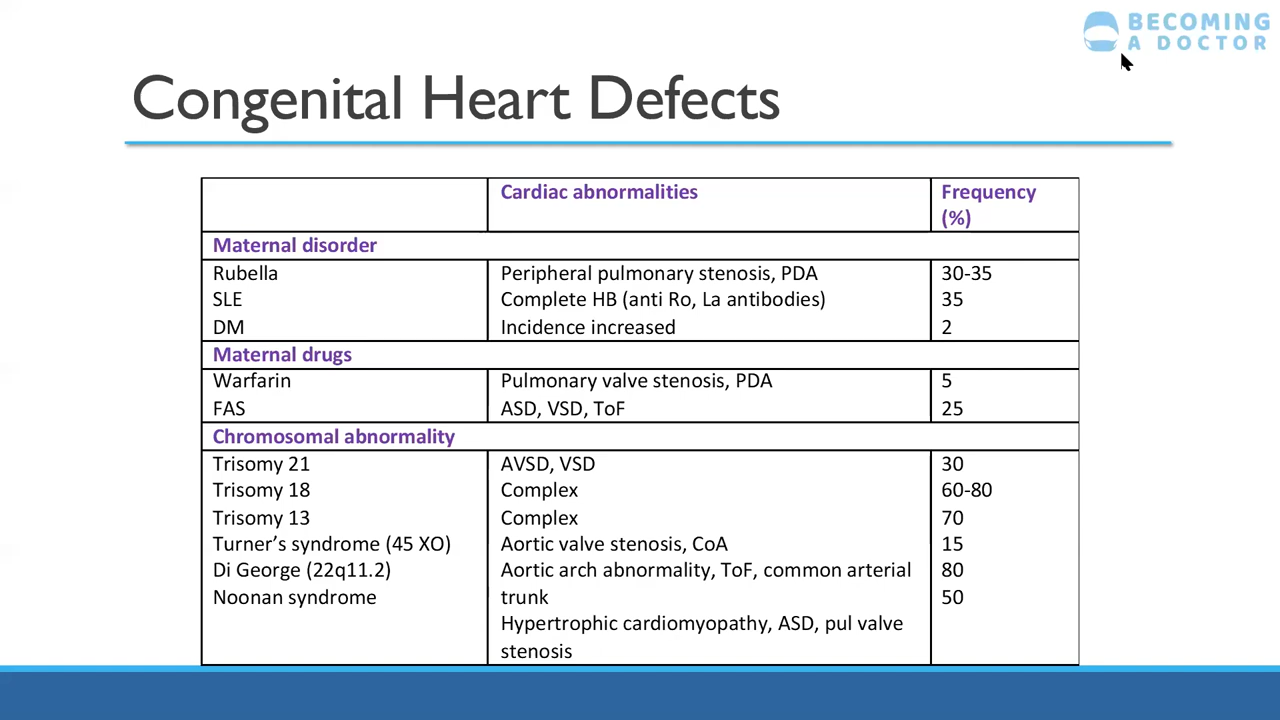 BECOMING
A DOCTOR
Congenital Heart Defects
Cardiac abnormalities Frequency
(%)
Maternal disorder
Rubella Peripheral pulmonary stenosis, PDA 30-35
SLE Complete HB (anti Ro, La antibodies) 35
DM Incidence increased 2
Maternal drugs
Warfarin Pulmonary valve stenosis, PDA 5
FAS ASD, VSD, ToF 25
Chromosomal abnormality
Trisomy 21 AVSD, VSD 30
Trisomy 18 Complex 60-80
Trisomy 13 Complex 70
Turner’s syndrome (45 XO) Aortic valve stenosis, CoA 15
Di George (22q11.2) Aortic arch abnormality, ToF, common arterial 80
Noonan syndrome trunk 50
Hypertrophic cardiomyopathy, ASD, pul valve
stenosis